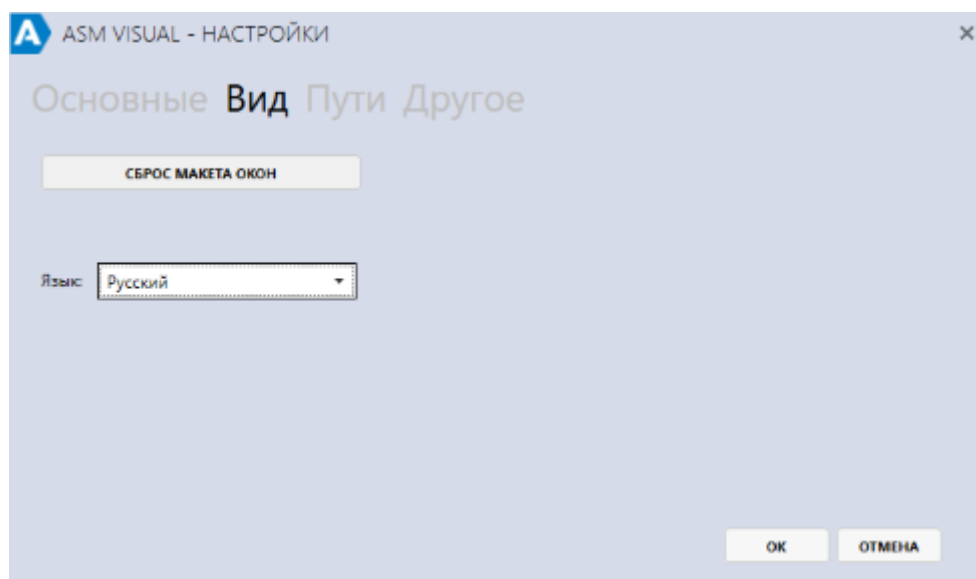 ASM VISUAL - НАСТРОЙКИ
Основные Вид Пути Другое
СБРОС МАКЕТА ОКОН
Язык: Русский
ОК ОТМЕНА